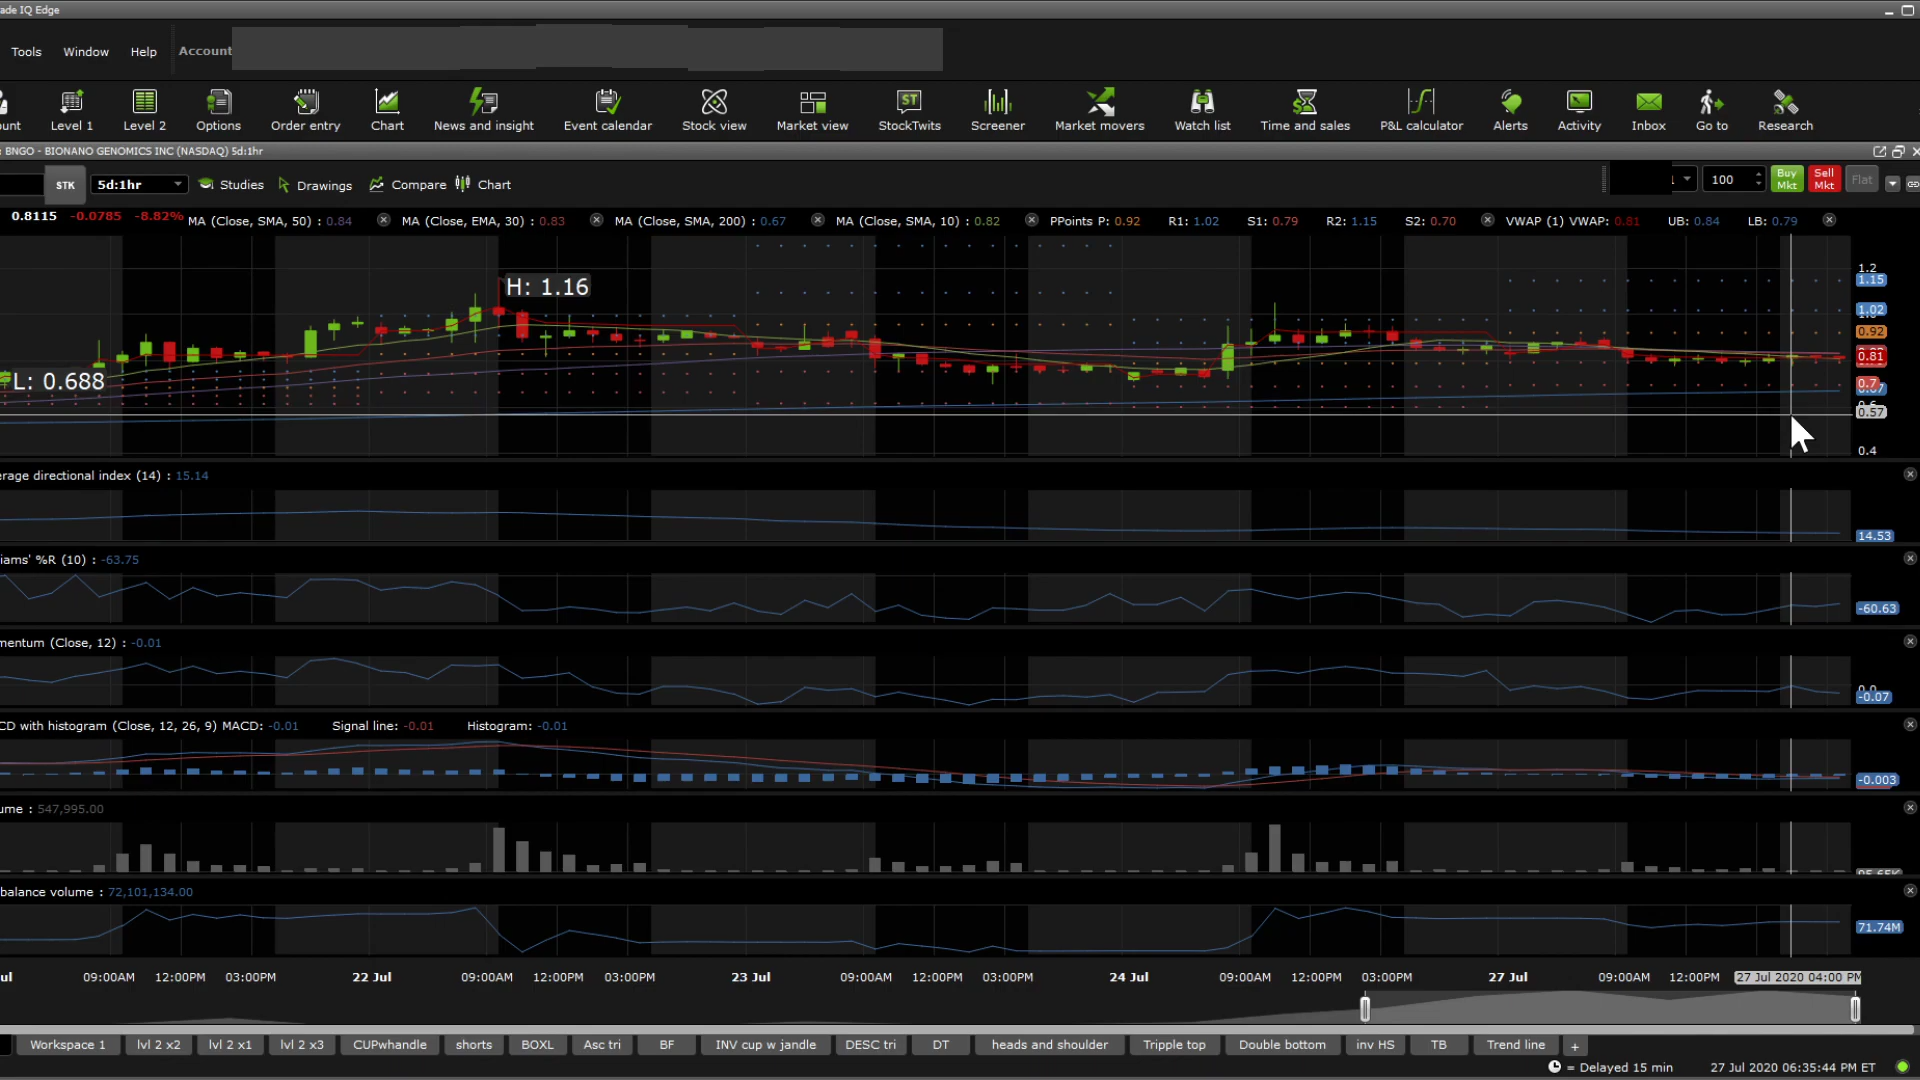 ade IQ Edge
Tools Window Help Account
ount Level 1 Level 2 Options Order entry Chart News and insight Event calendar Stock view Market view StockTwits Screener Market movers Watch list Time and sales P&L calculator Alerts Activity Inbox Go to Research
: BNGO - BIONANO GENOMICS INC (NASDAQ) 5d:1hr
STK 5d:1hr Studies Drawings Compare Chart 100 Buy Mkt Sell Mkt Flat
0.8115 -0.0785 -8.82% MA (Close, SMA, 50) : 0.84 MA (Close, EMA, 30) : 0.83 MA (Close, SMA, 200) : 0.67 MA (Close, SMA, 10) : 0.82 PPoints P: 0.92 R1: 1.02 S1: 0.79 R2: 1.15 S2: 0.70 VWAP (1) VWAP: 0.81 UB: 0.84 LB: 0.79
1.2
1.15
H: 1.16
1.02
0.92
0.81
L: 0.688
0.7
0.57
0.4
erage directional index (14) : 15.14
14.53
iams' %R (10) : -63.75
-60.63
mentum (Close, 12) : -0.01
-0.07
CD with histogram (Close, 12, 26, 9) MACD: -0.01 Signal line: -0.01 Histogram: -0.01
-0.003
ume : 547,995.00
balance volume : 72,101,134.00
71.74M
ul 09:00AM 12:00PM 03:00PM 22 Jul 09:00AM 12:00PM 03:00PM 23 Jul 09:00AM 12:00PM 03:00PM 24 Jul 09:00AM 12:00PM 03:00PM 27 Jul 09:00AM 12:00PM 27 Jul 2020 04:00 PM
Workspace 1 lvl 2 x2 lvl 2 x1 lvl 2 x3 CUPwhandle shorts BOXL Asc tri BF INV cup w jandle DESC tri DT heads and shoulder Tripple top Double bottom inv HS TB Trend line +
= Delayed 15 min 27 Jul 2020 06:35:44 PM ET